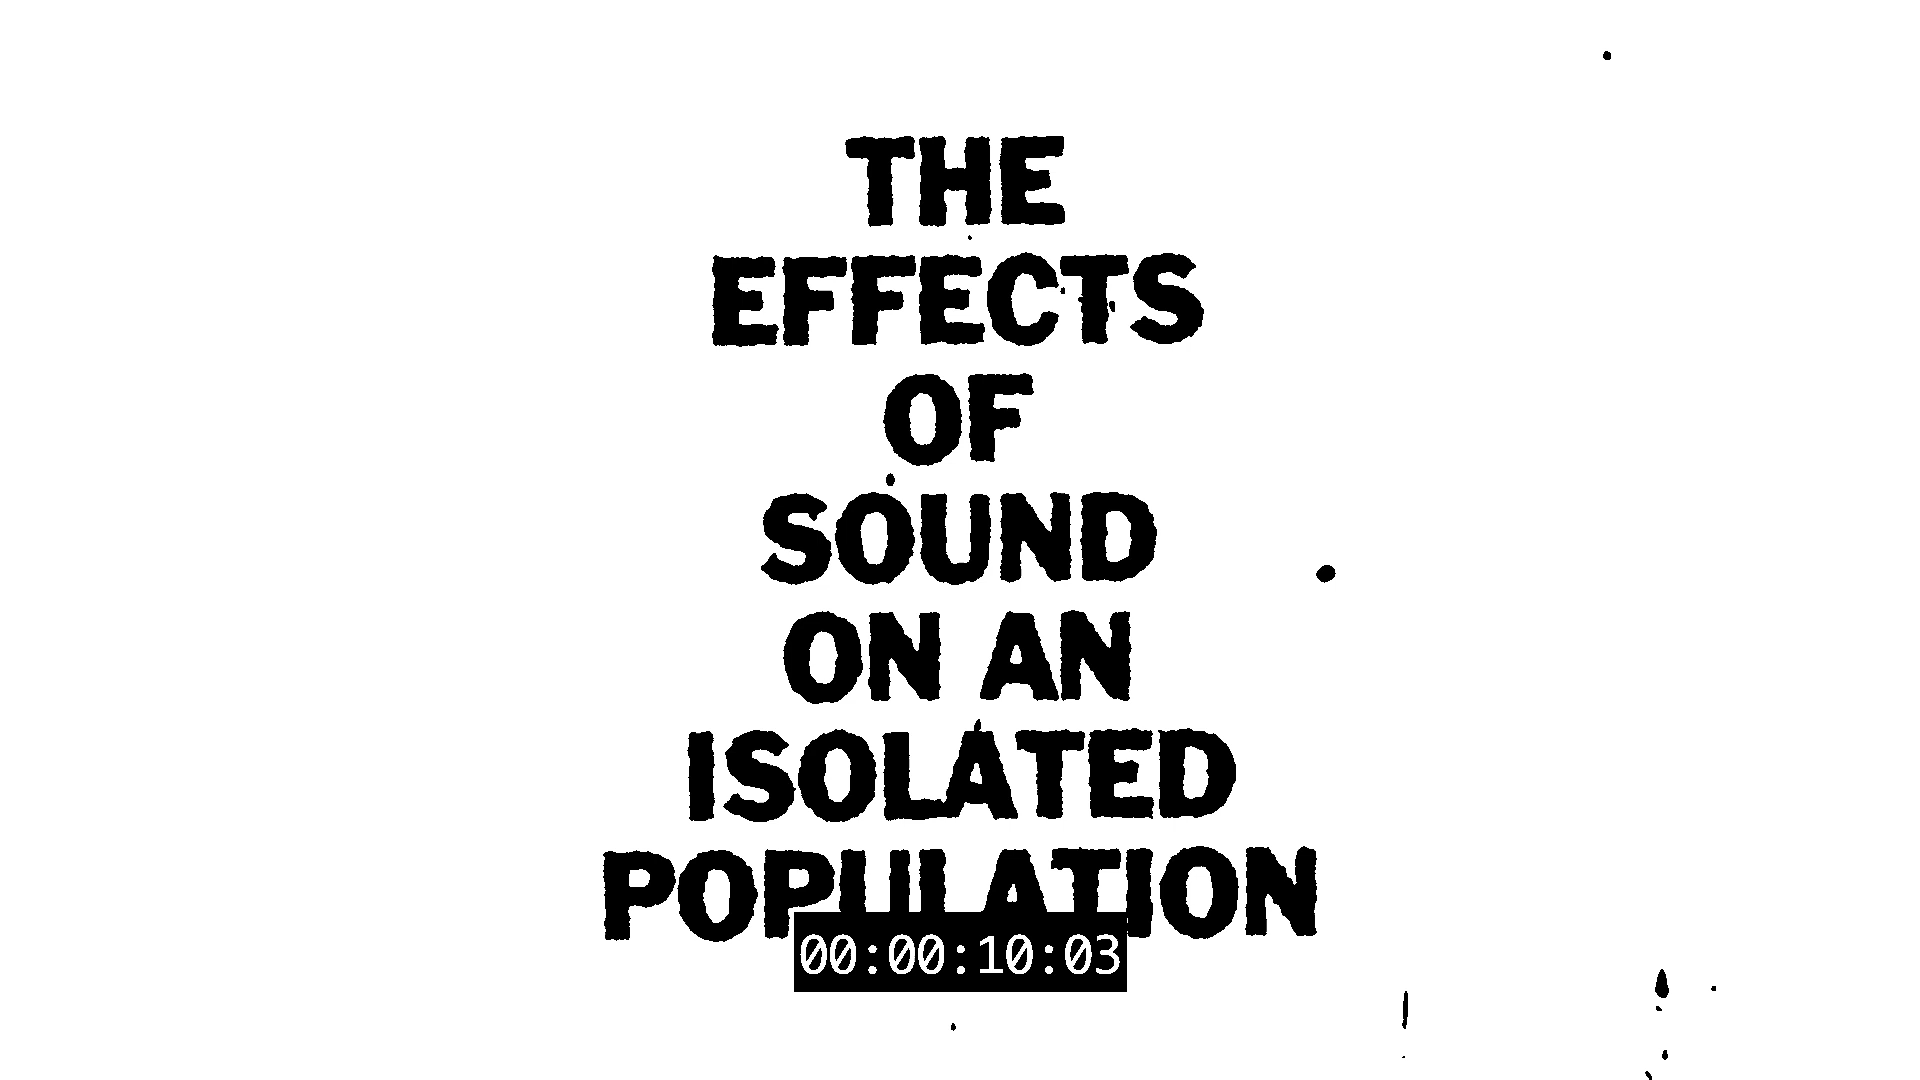 THE
EFFECTS
OF
SOUND
ON AN
ISOLATED
POPULATION
00:00:10:03